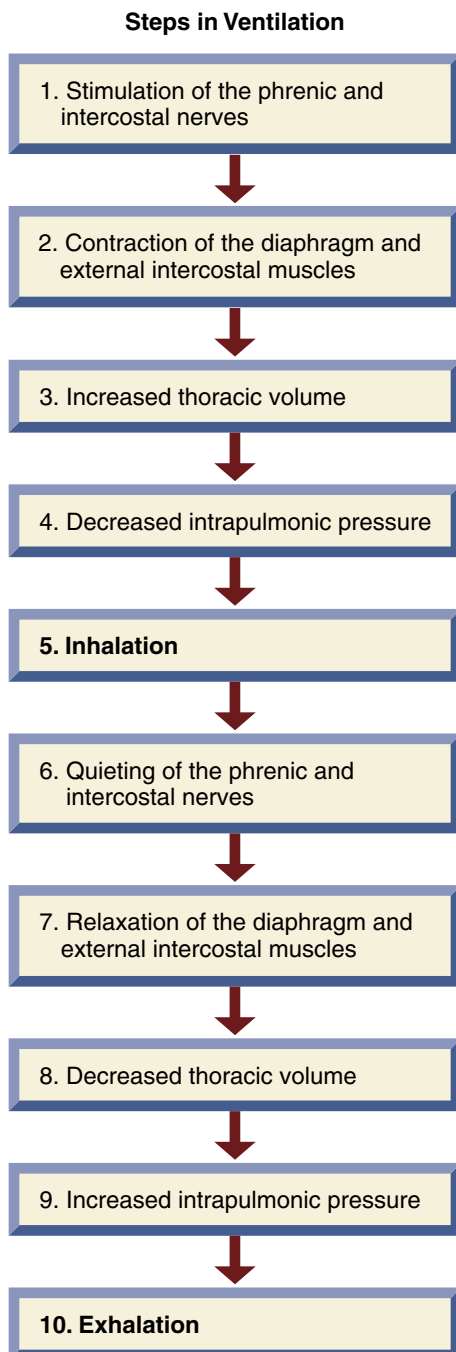 Steps in Ventilation
1. Stimulation of the phrenic and
intercostal nerves
2. Contraction of the diaphragm and
external intercostal muscles
3. Increased thoracic volume
4. Decreased intrapulmonic pressure
5. Inhalation
6. Quieting of the phrenic and
intercostal nerves
7. Relaxation of the diaphragm and
external intercostal muscles
8. Decreased thoracic volume
9. Increased intrapulmonic pressure
10. Exhalation